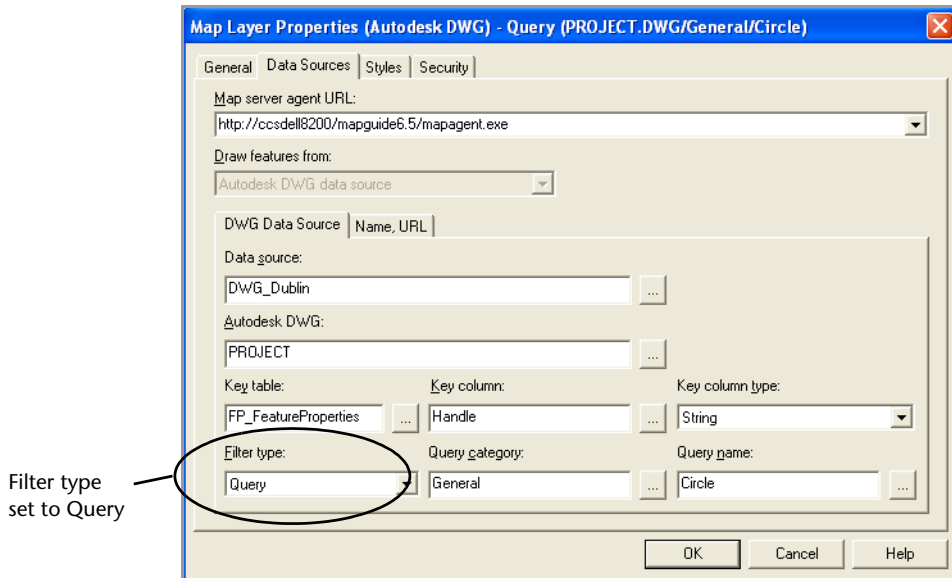 Map Layer Properties (Autodesk DWG) - Query (PROJECT.DWG/General/Circle)
General Data Sources Styles Security
Map server agent URL:
http://ccsdell8200/mapguide6.5/mapagent.exe
Draw features from:
Autodesk DWG data source
DWG Data Source Name, URL
Data source:
DWG_Dublin ...
Autodesk DWG:
PROJECT ...
Key table: Key column: Key column type:
FP_FeatureProperties ... Handle String
Filter type: Query category: Query name:
Query General ... Circle ...
Filter type
set to Query
OK Cancel Help